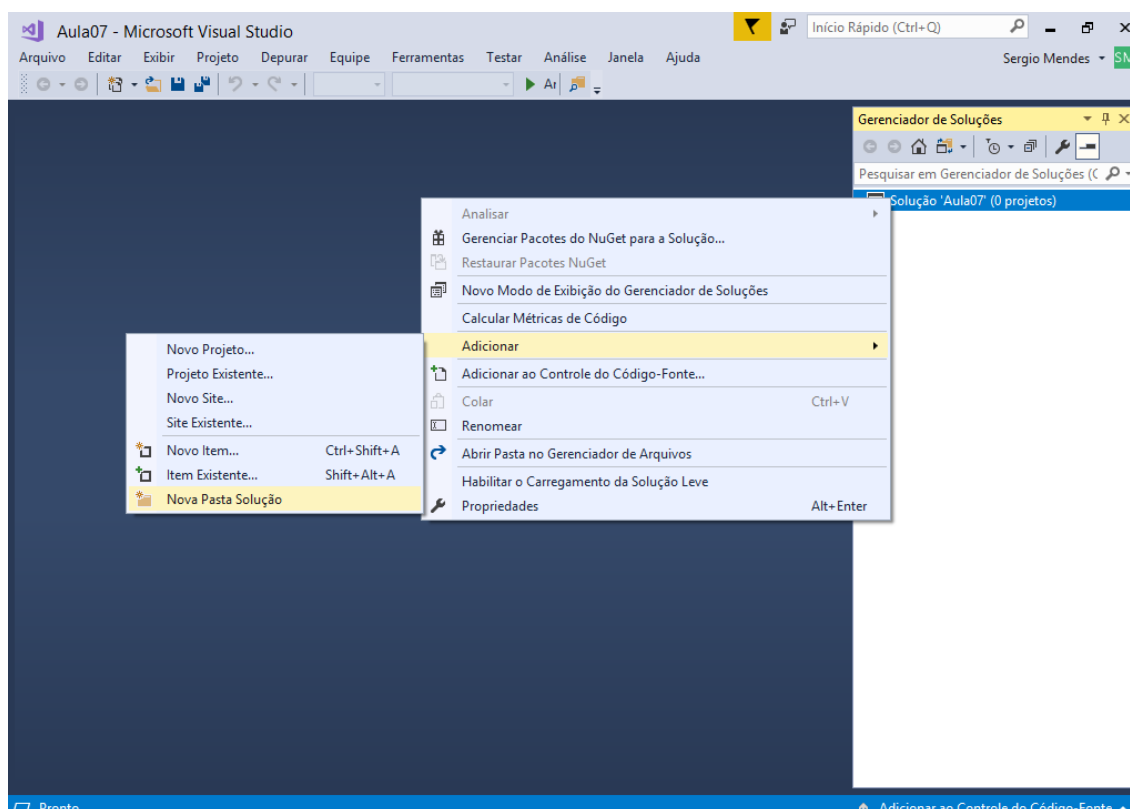 Aula07 - Microsoft Visual Studio
Início Rápido (Ctrl+Q)
Arquivo Editar Exibir Projeto Depurar Equipe Ferramentas Testar Análise Janela Ajuda
Sergio Mendes
SM
Ar
Gerenciador de Soluções
Pesquisar em Gerenciador de Soluções (C
Solução 'Aula07' (0 projetos)
Analisar
Gerenciar Pacotes do NuGet para a Solução...
Restaurar Pacotes NuGet
Novo Modo de Exibição do Gerenciador de Soluções
Calcular Métricas de Código
Adicionar
Adicionar ao Controle do Código-Fonte...
Colar Ctrl+V
Renomear
Abrir Pasta no Gerenciador de Arquivos
Habilitar o Carregamento da Solução Leve
Propriedades Alt+Enter
Novo Projeto...
Projeto Existente...
Novo Site...
Site Existente...
Novo Item... Ctrl+Shift+A
Item Existente... Shift+Alt+A
Nova Pasta Solução
Pronto
Adicionar ao Controle do Código-Fonte